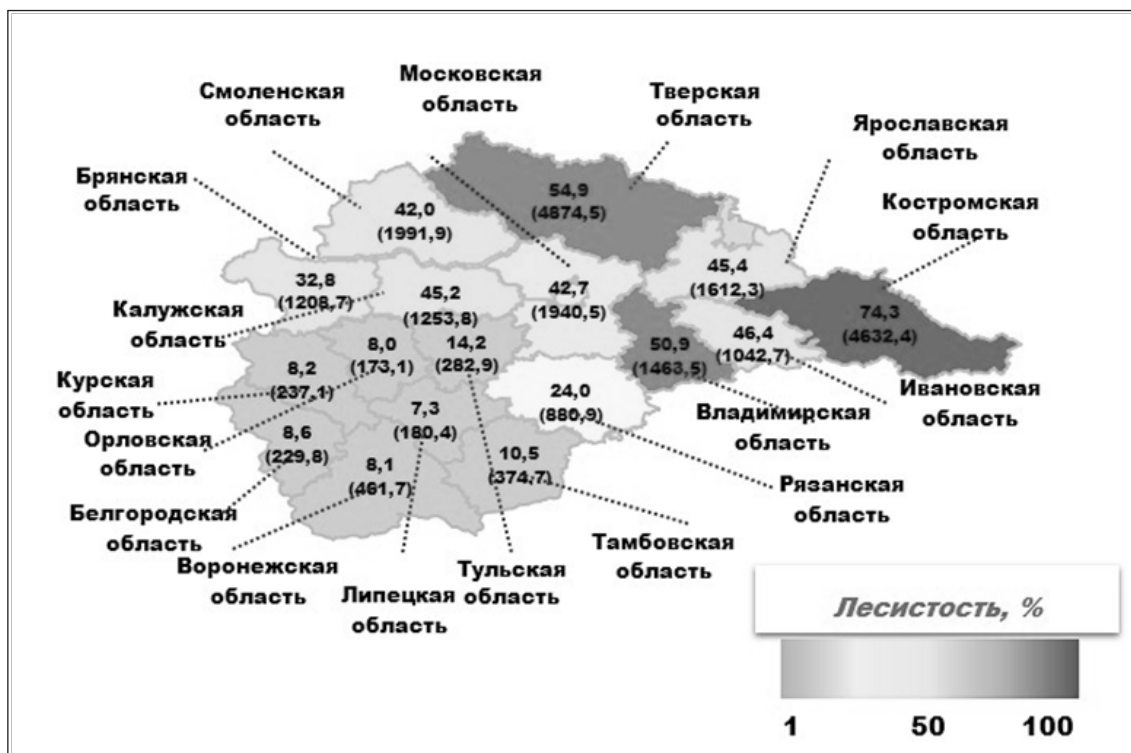 Московская
область
Смоленская
область
Тверская
область
Ярославская
область
Брянская
область
Костромская
область
54,9
(4874,5)
42,0
(1991,9)
45,4
(1612,3)
32,8
(1208,7)
45,2
(1253,8)
42,7
(1940,5)
74,3
(4632,4)
Калужская
область
46,4
(1042,7)
50,9
(1463,5)
8,0
(173,1)
14,2
(282,9)
8,2
(237,1)
Курская
область
24,0
(880,9)
Ивановская
область
Владимирская
область
7,3
(180,4)
Орловская
область
8,6
(229,8)
8,1
(461,7)
10,5
(374,7)
Рязанская
область
Белгородская
область
Тамбовская
область
Воронежская
область
Тульская
область
Липецкая
область
Лесистость, %
1 50 100